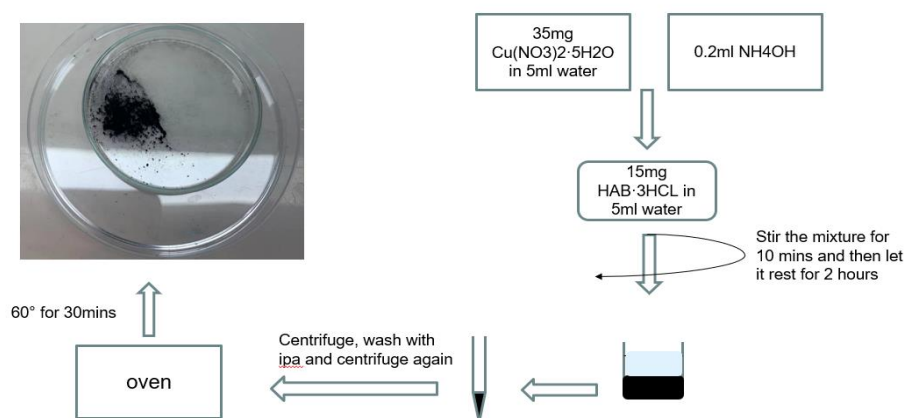 35mg
Cu(NO3)2·5H2O
in 5ml water
0.2ml NH4OH
15mg
HAB·3HCL in
5ml water
Stir the mixture for
10 mins and then let
it rest for 2 hours
Centrifuge, wash with
ipa and centrifuge again
oven
60° for 30mins